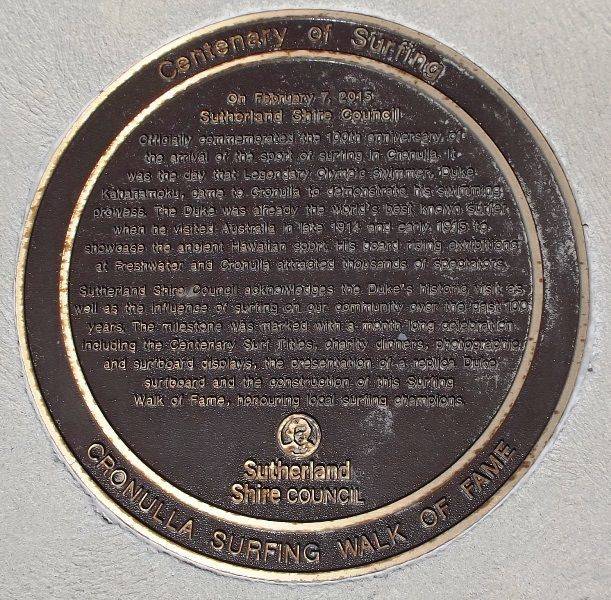 Centenary of Surfing
On February 7, 2015
Sutherland Shire Council
Officially commemorated the 100th anniversary of
the arrival of the sport of surfing in Cronulla. It
was the day that Legendary Olympic Swimmer, Duke
Kahanamoku, came to Cronulla to demonstrate his swimming
prowess. The Duke was already the world's best known surfer
when he visited Australia in late 1914 and early 1915 to
showcase the ancient Hawaiian sport. His board riding exhibitions
at Freshwater and Cronulla attracted thousands of spectators.
Sutherland Shire Council acknowledges the Duke's historic visit as
well as the influence of surfing on our community over the past 100
years. The milestone was marked with a month long celebration
including the Centenary Surf Titles, charity dinners, photographic
and surfboard displays, the presentation of a replica Duke
surfboard and the construction of this Surfing
Walk of Fame, honouring local surfing champions.
Sutherland
Shire COUNCIL
CRONULLA SURFING WALK OF FAME